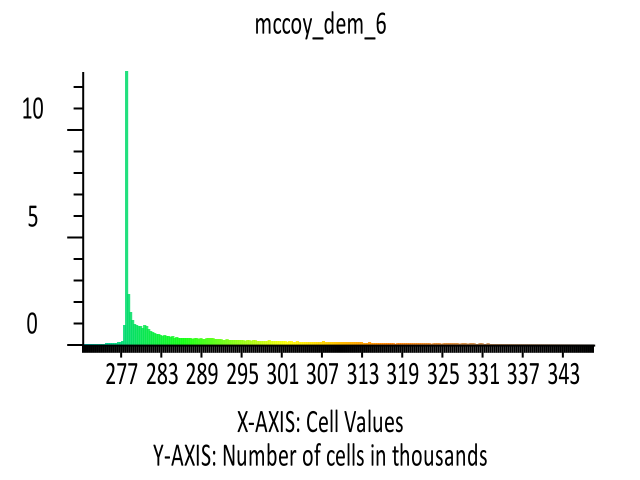 mccoy_dem_6
10
5
0
277 283 289 295 301 307 313 319 325 331 337 343
X-AXIS: Cell Values
Y-AXIS: Number of cells in thousands